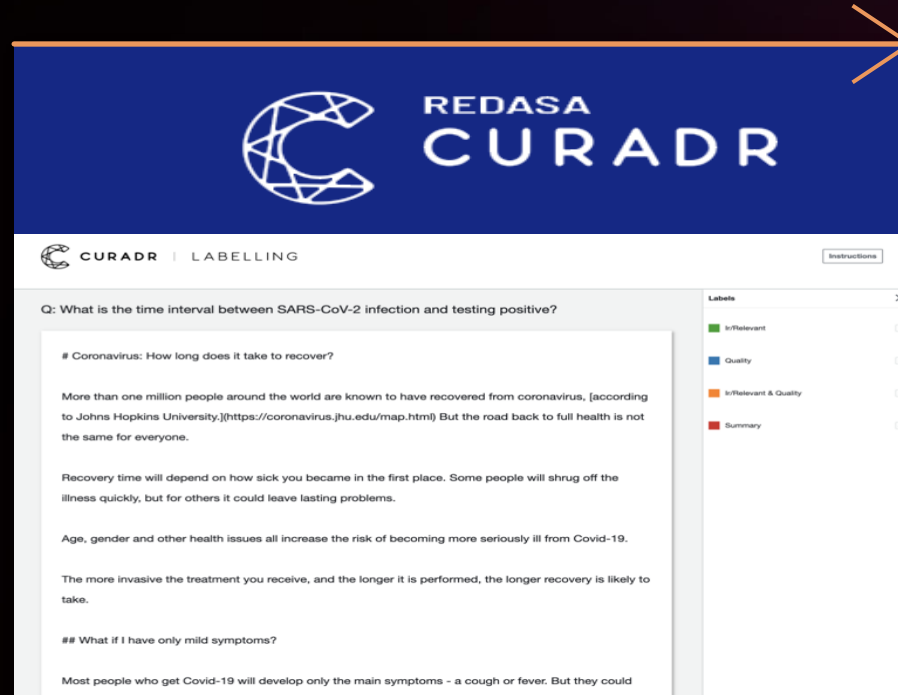 REDASA
CURADR
CURADR | LABELLING
Instructions
Q: What is the time interval between SARS-CoV-2 infection and testing positive?
# Coronavirus: How long does it take to recover?
More than one million people around the world are known to have recovered from coronavirus, [according
to Johns Hopkins University.](https://coronavirus.jhu.edu/map.html) But the road back to full health is not
the same for everyone.
Recovery time will depend on how sick you became in the first place. Some people will shrug off the
illness quickly, but for others it could leave lasting problems.
Age, gender and other health issues all increase the risk of becoming more seriously ill from Covid-19.
The more invasive the treatment you receive, and the longer it is performed, the longer recovery is likely to
take.
## What if I have only mild symptoms?
Most people who get Covid-19 will develop only the main symptoms - a cough or fever. But they could
Labels
Ir/Relevant
Quality
Ir/Relevant & Quality
Summary